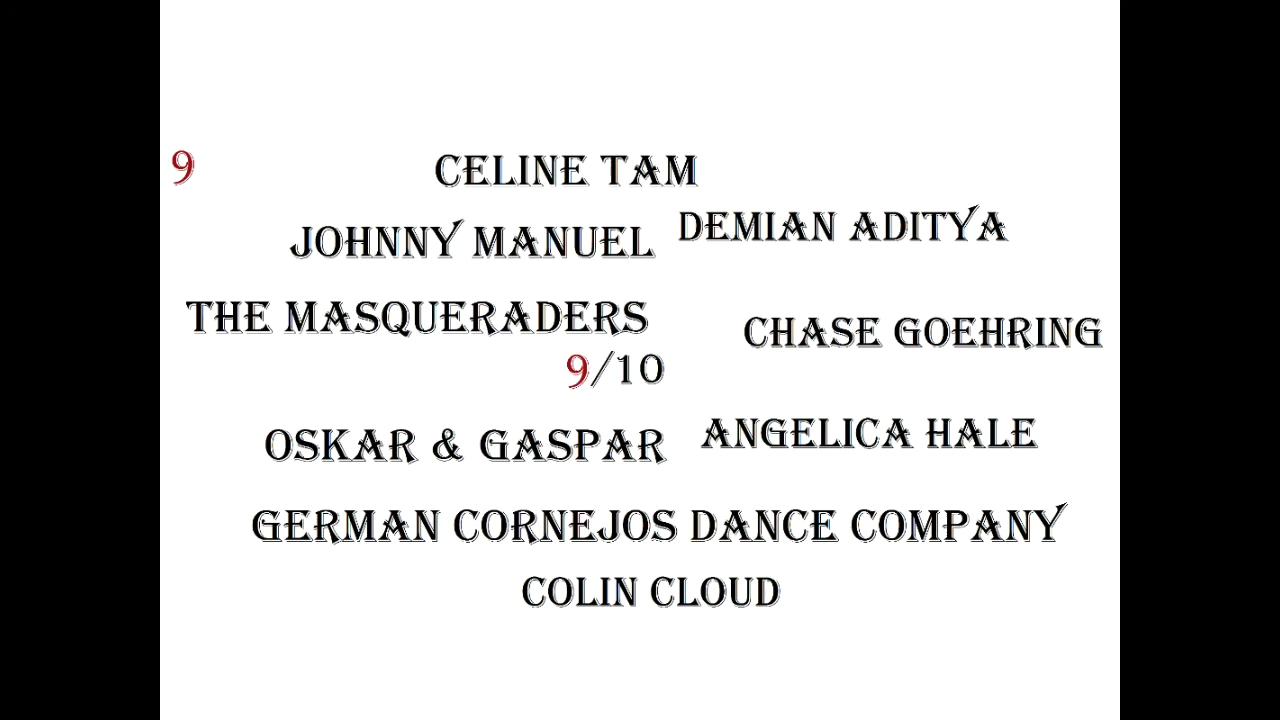 9
CELINE TAM
JOHNNY MANUEL
DEMIAN ADITYA
THE MASQUERADERS
CHASE GOEHRING
9/10
OSKAR & GASPAR
ANGELICA HALE
GERMAN CORNEJOS DANCE COMPANY
COLIN CLOUD